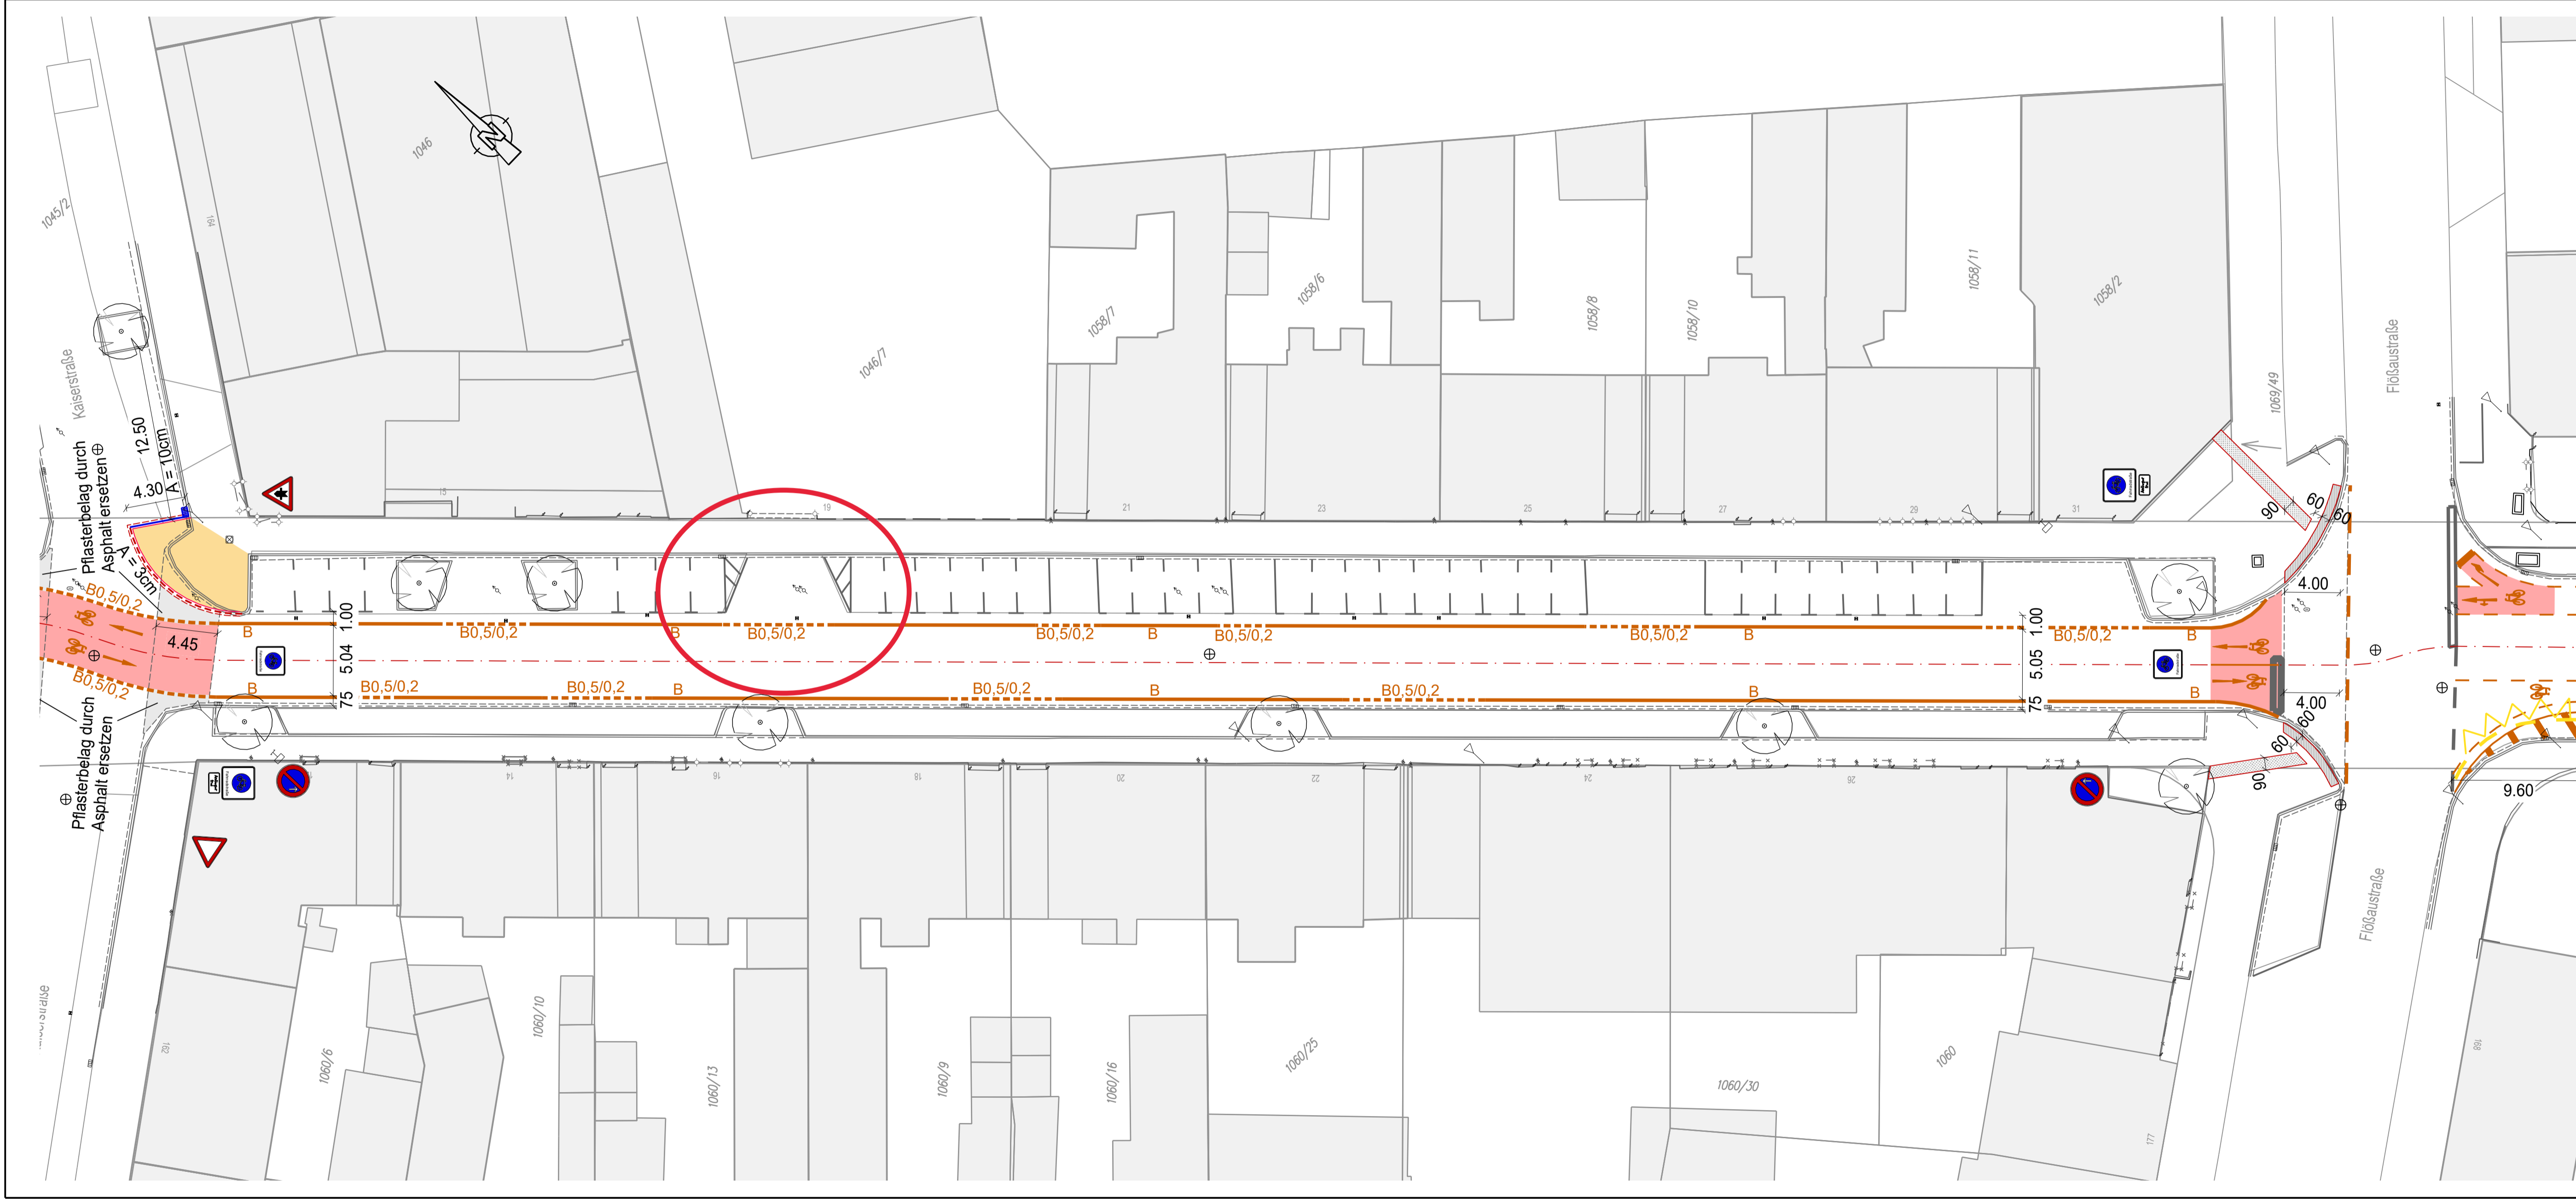 1045/2
1046
164
1046/7
1058/7
1058/6
1058/8
1058/10
1058/11
1058/2
1069/49
Kaiserstraße
Flößaustraße
12.50
A = 10cm
4.30
Pflasterbelag durch
Asphalt ersetzen
A = 3cm
15
19
21
23
25
27
29
31
90
60
60
4.00
B0,5/0,2
B
B0,5/0,2
B
B0,5/0,2
B0,5/0,2
B
B0,5/0,2
B0,5/0,2
B
B0,5/0,2
B
4.45
1.00
5.04
75
1.00
5.05
75
B0,5/0,2
B
B0,5/0,2
B0,5/0,2
B
B0,5/0,2
B
B0,5/0,2
B
B
4.00
60
60
90
9.60
Pflasterbelag durch
Asphalt ersetzen
14
16
18
20
22
24
26
162
1060/6
1060/10
1060/13
1060/9
1060/16
1060/25
1060/30
1060
177
168
Flößaustraße